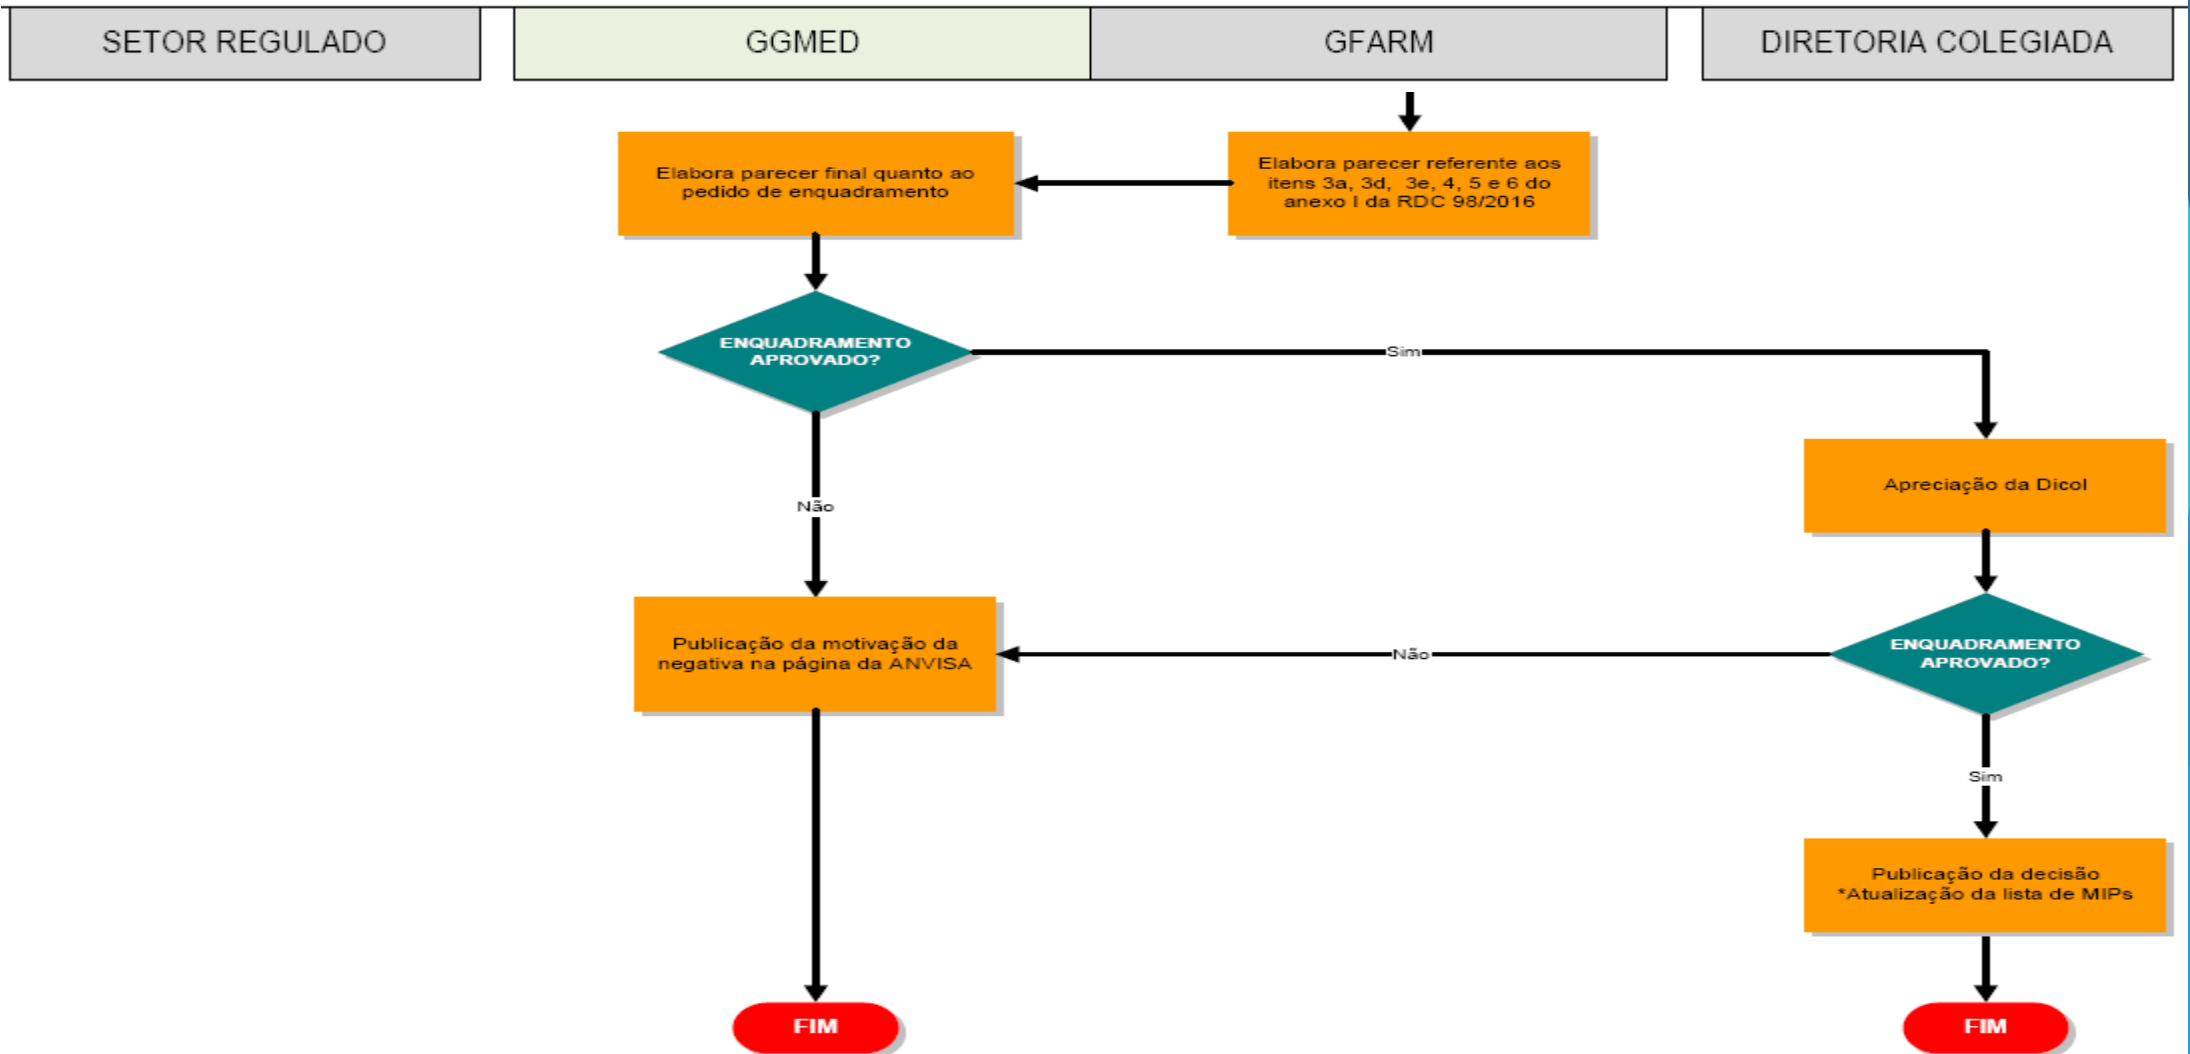 SETOR REGULADO
GGMED
GFARM
DIRETORIA COLEGIADA
Elabora parecer final quanto ao
pedido de enquadramento
Elabora parecer referente aos
itens 3a, 3d, 3e, 4, 5 e 6 do
anexo I da RDC 98/2016
ENQUADRAMENTO
APROVADO?
Sim
Apreciação da Dicol
Não
Publicação da motivação da
negativa na página da ANVISA
Não
ENQUADRAMENTO
APROVADO?
Sim
Publicação da decisão
*Atualização da lista de MIPs
FIM
FIM